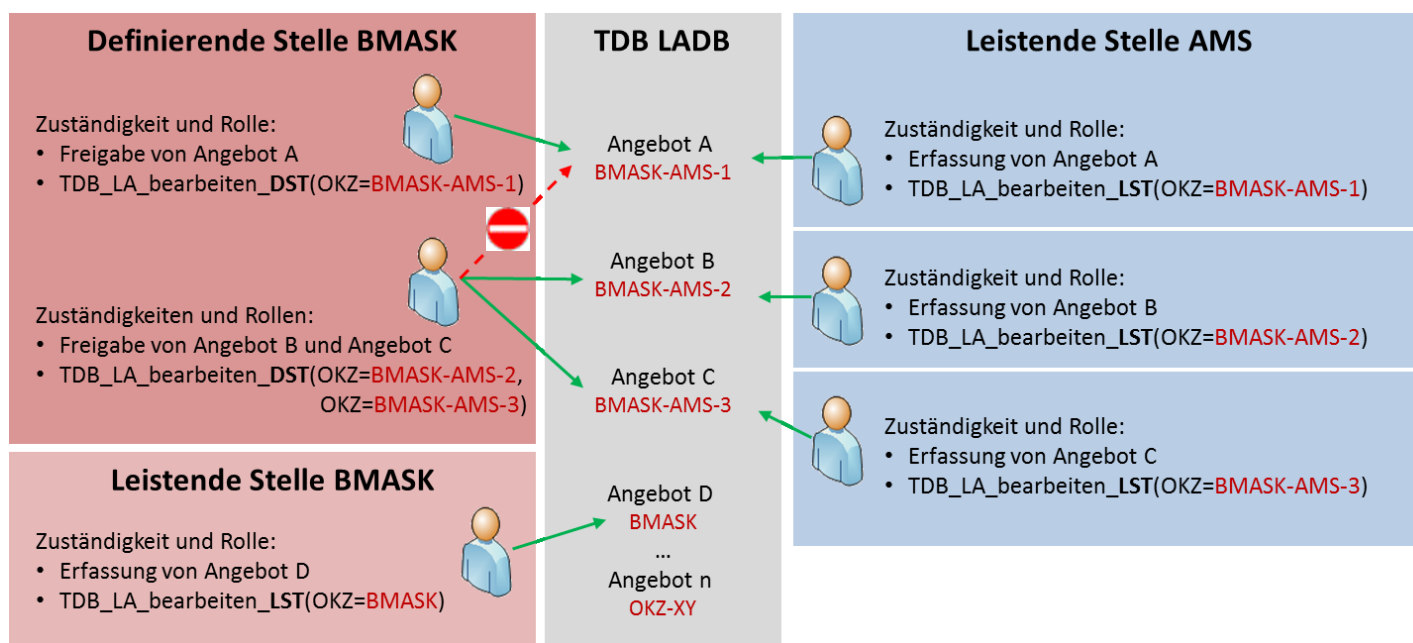 Definierende Stelle BMASK
Zuständigkeit und Rolle:
• Freigabe von Angebot A
• TDB_LA_bearbeiten_DST(OKZ=BMASK-AMS-1)
Zuständigkeiten und Rollen:
• Freigabe von Angebot B und Angebot C
• TDB_LA_bearbeiten_DST(OKZ=BMASK-AMS-2,
OKZ=BMASK-AMS-3)
Leistende Stelle BMASK
Zuständigkeit und Rolle:
• Erfassung von Angebot D
• TDB_LA_bearbeiten_LST(OKZ=BMASK)
TDB LADB
Angebot A
BMASK-AMS-1
Angebot B
BMASK-AMS-2
Angebot C
BMASK-AMS-3
Angebot D
BMASK
...
Angebot n
OKZ-XY
Leistende Stelle AMS
Zuständigkeit und Rolle:
• Erfassung von Angebot A
• TDB_LA_bearbeiten_LST(OKZ=BMASK-AMS-1)
Zuständigkeit und Rolle:
• Erfassung von Angebot B
• TDB_LA_bearbeiten_LST(OKZ=BMASK-AMS-2)
Zuständigkeit und Rolle:
• Erfassung von Angebot C
• TDB_LA_bearbeiten_LST(OKZ=BMASK-AMS-3)